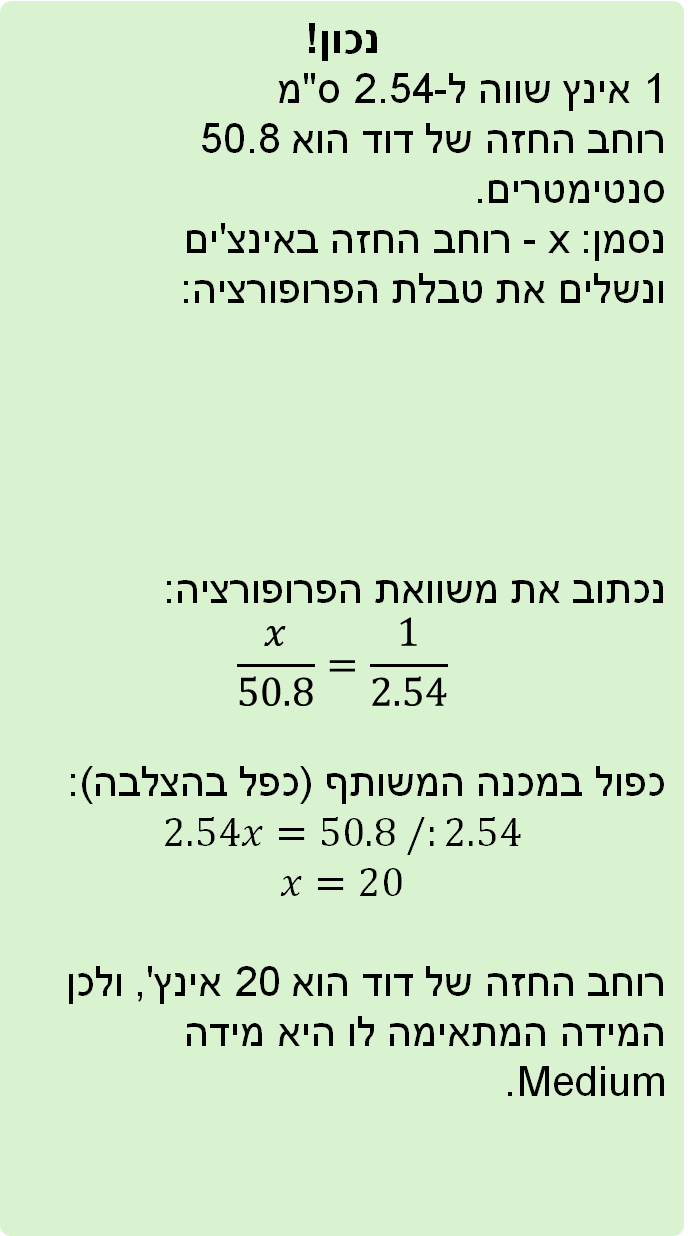 נכון!
1 אינץ שווה ל-2.54 ס"מ
רוחב החזה של דוד הוא 50.8
סנטימטרים.
נסמן: x - רוחב החזה באינצ'ים
ונשלים את טבלת הפרופורציה:
נכתוב את משוואת הפרופורציה:
x/50.8 = 1/2.54
כפול במכנה המשותף (כפל בהצלבה):
2.54x = 50.8 /: 2.54
x = 20
רוחב החזה של דוד הוא 20 אינץ', ולכן
המידה המתאימה לו היא מידה
Medium.